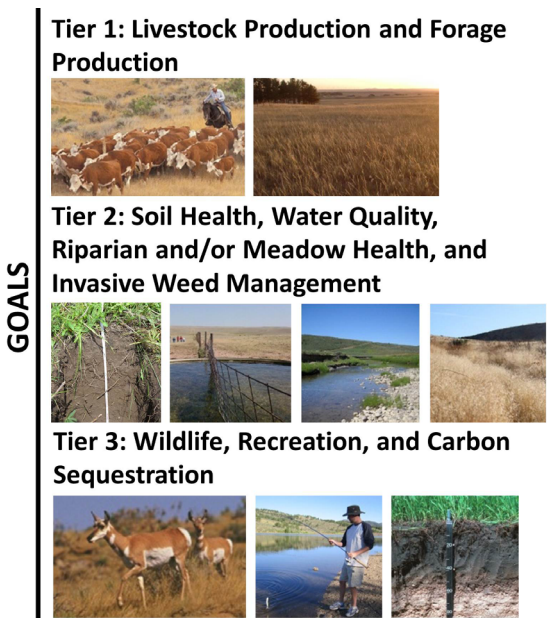 GOALS
Tier 1: Livestock Production and Forage
Production
Tier 2: Soil Health, Water Quality,
Riparian and/or Meadow Health, and
Invasive Weed Management
Tier 3: Wildlife, Recreation, and Carbon
Sequestration